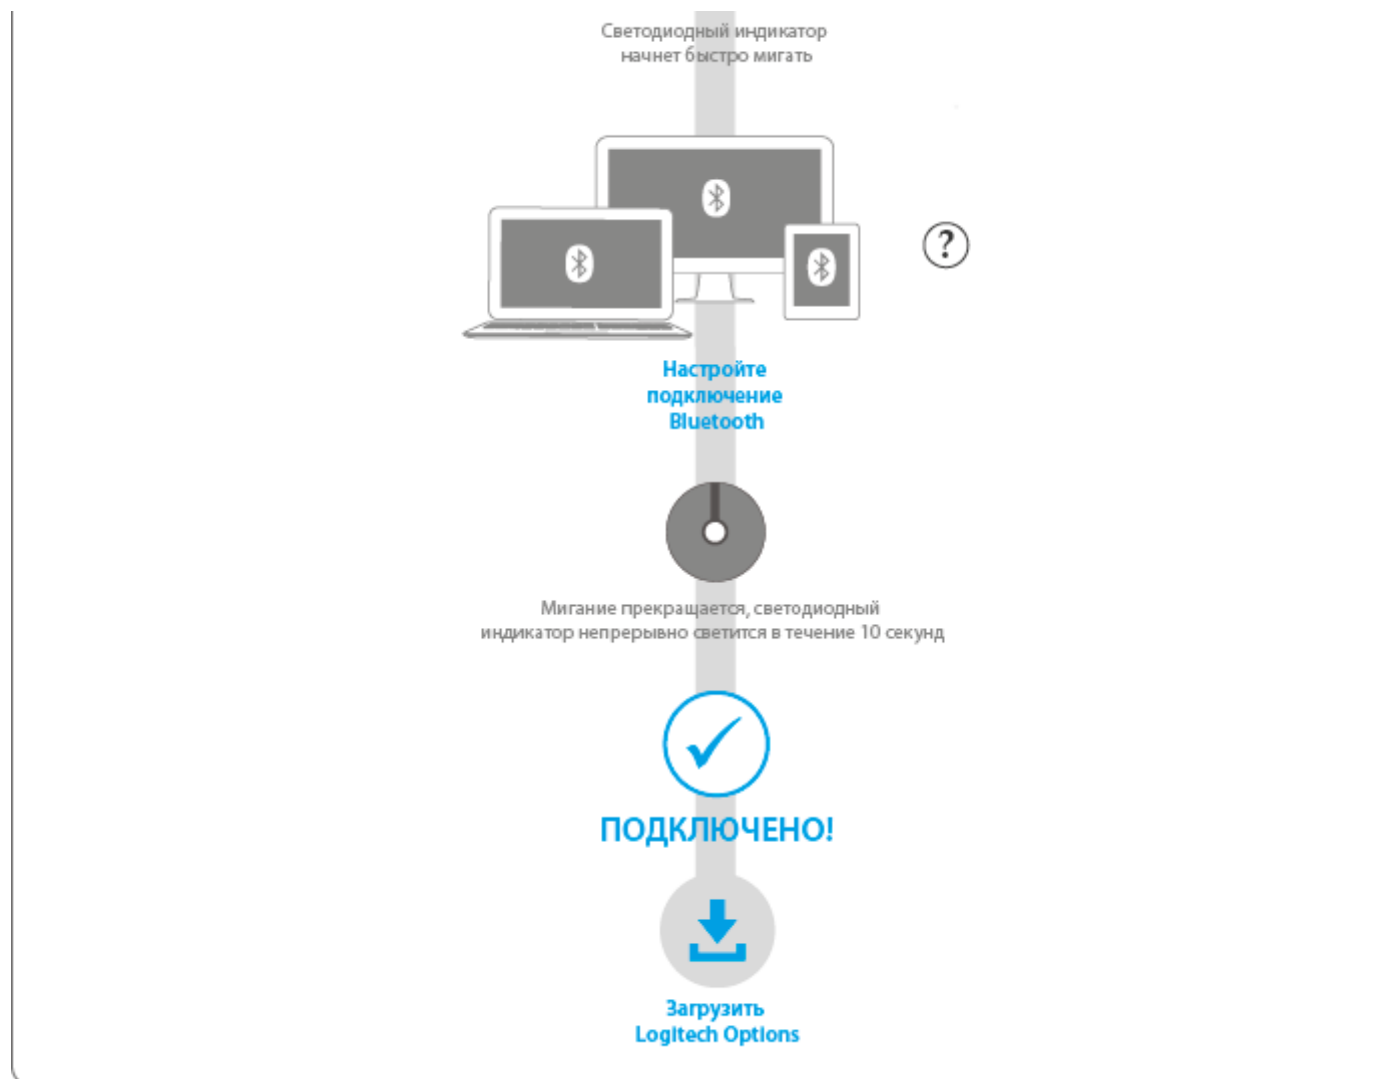 Светодиодный индикатор
начнет быстро мигать
?
Настройте
подключение
Bluetooth
Мигание прекращается, светодиодный
индикатор непрерывно светится в течение 10 секунд
ПОДКЛЮЧЕНО!
Загрузить
Logitech Options